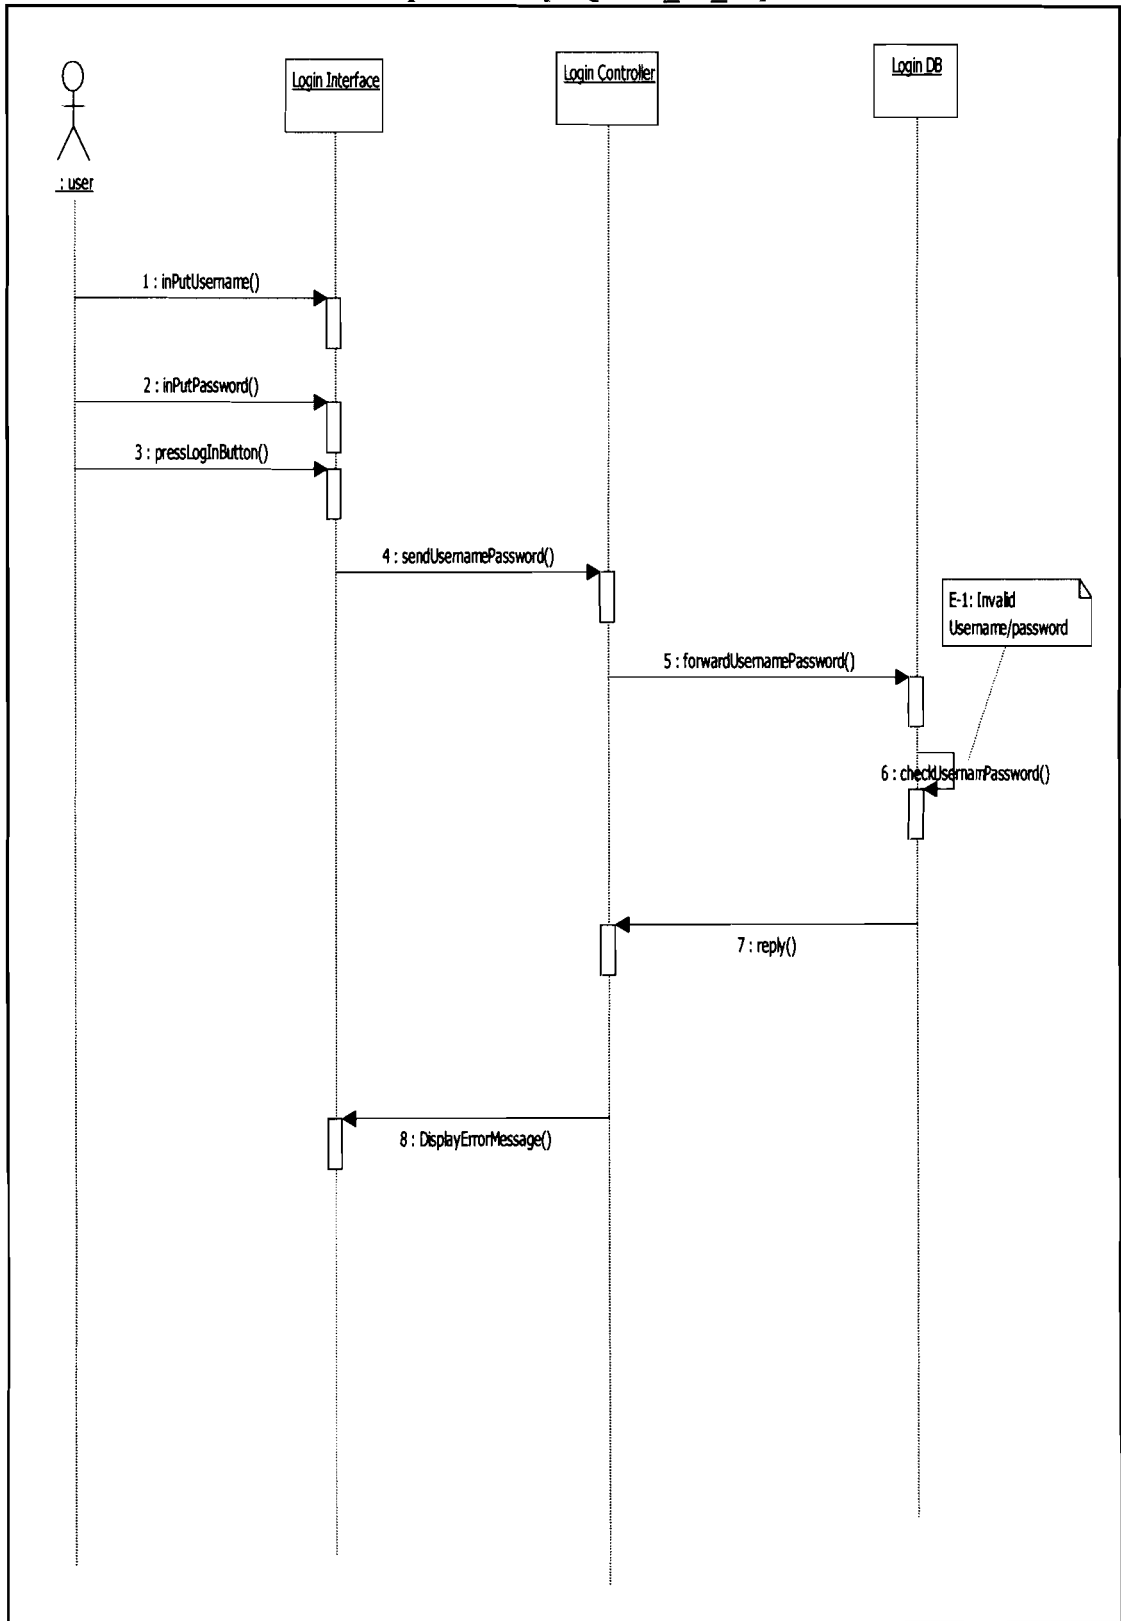 Login Interface
Login Controller
Login DB
: user
1 : inPutUsername()
2 : inPutPassword()
3 : pressLogInButton()
4 : sendUsernamePassword()
E-1: Invalid
Username/password
5 : forwardUsernamePassword()
6 : checkUsernamPassword()
7 : reply()
8 : DisplayErrorMessage()